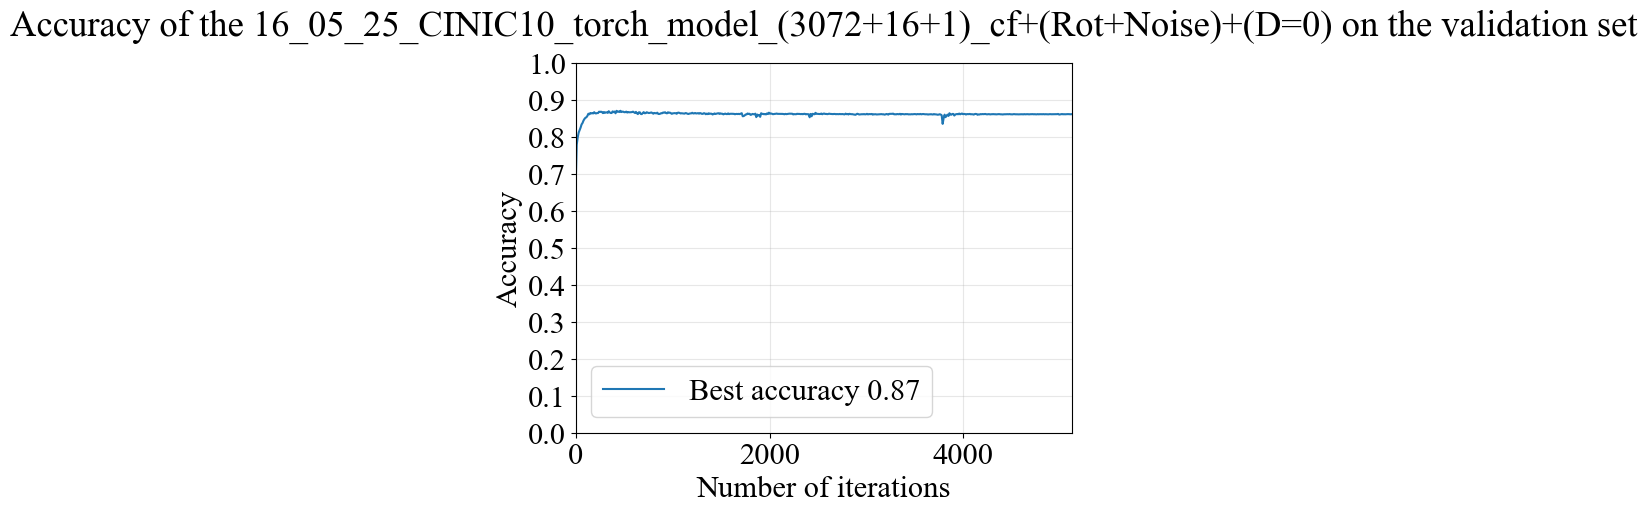 Accuracy of the 16_05_25_CINIC10_torch_model_(3072+16+1)_cf+(Rot+Noise)+(D=0) on the validation set
1.0
0.9
0.8
0.7
0.6
0.5
0.4
0.3
0.2
0.1
0.0
Accuracy
Best accuracy 0.87
0 2000 4000
Number of iterations